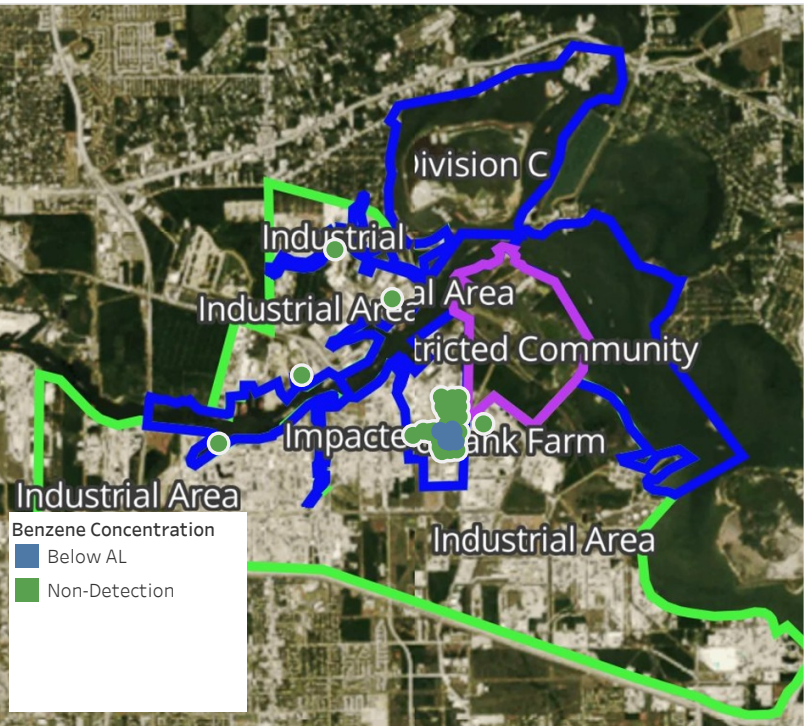 Division C
Industrial
Industrial Area
al Area
tricted Community
Impacte
ank Farm
Industrial Area
Industrial Area
Benzene Concentration
Below AL
Non-Detection